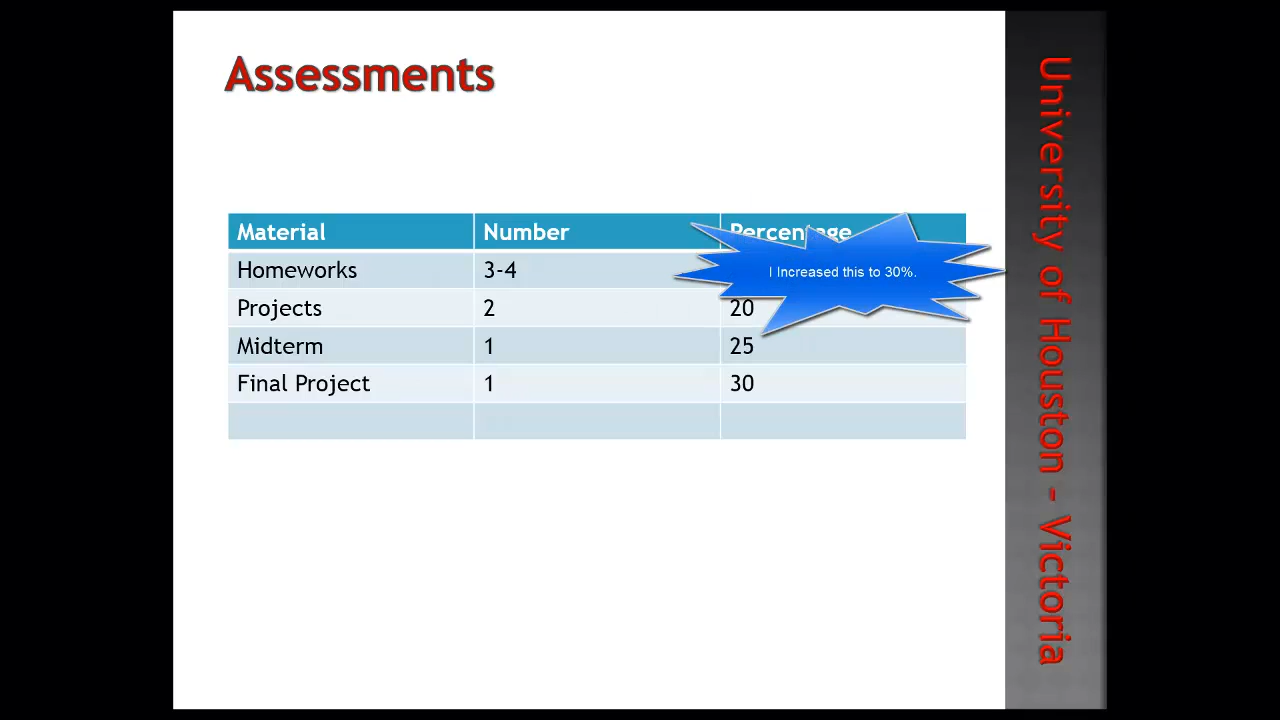 Assessments
Material Number Percentage
Homeworks 3-4
I Increased this to 30%.
Projects 2 20
Midterm 1 25
Final Project 1 30
University of Houston - Victoria